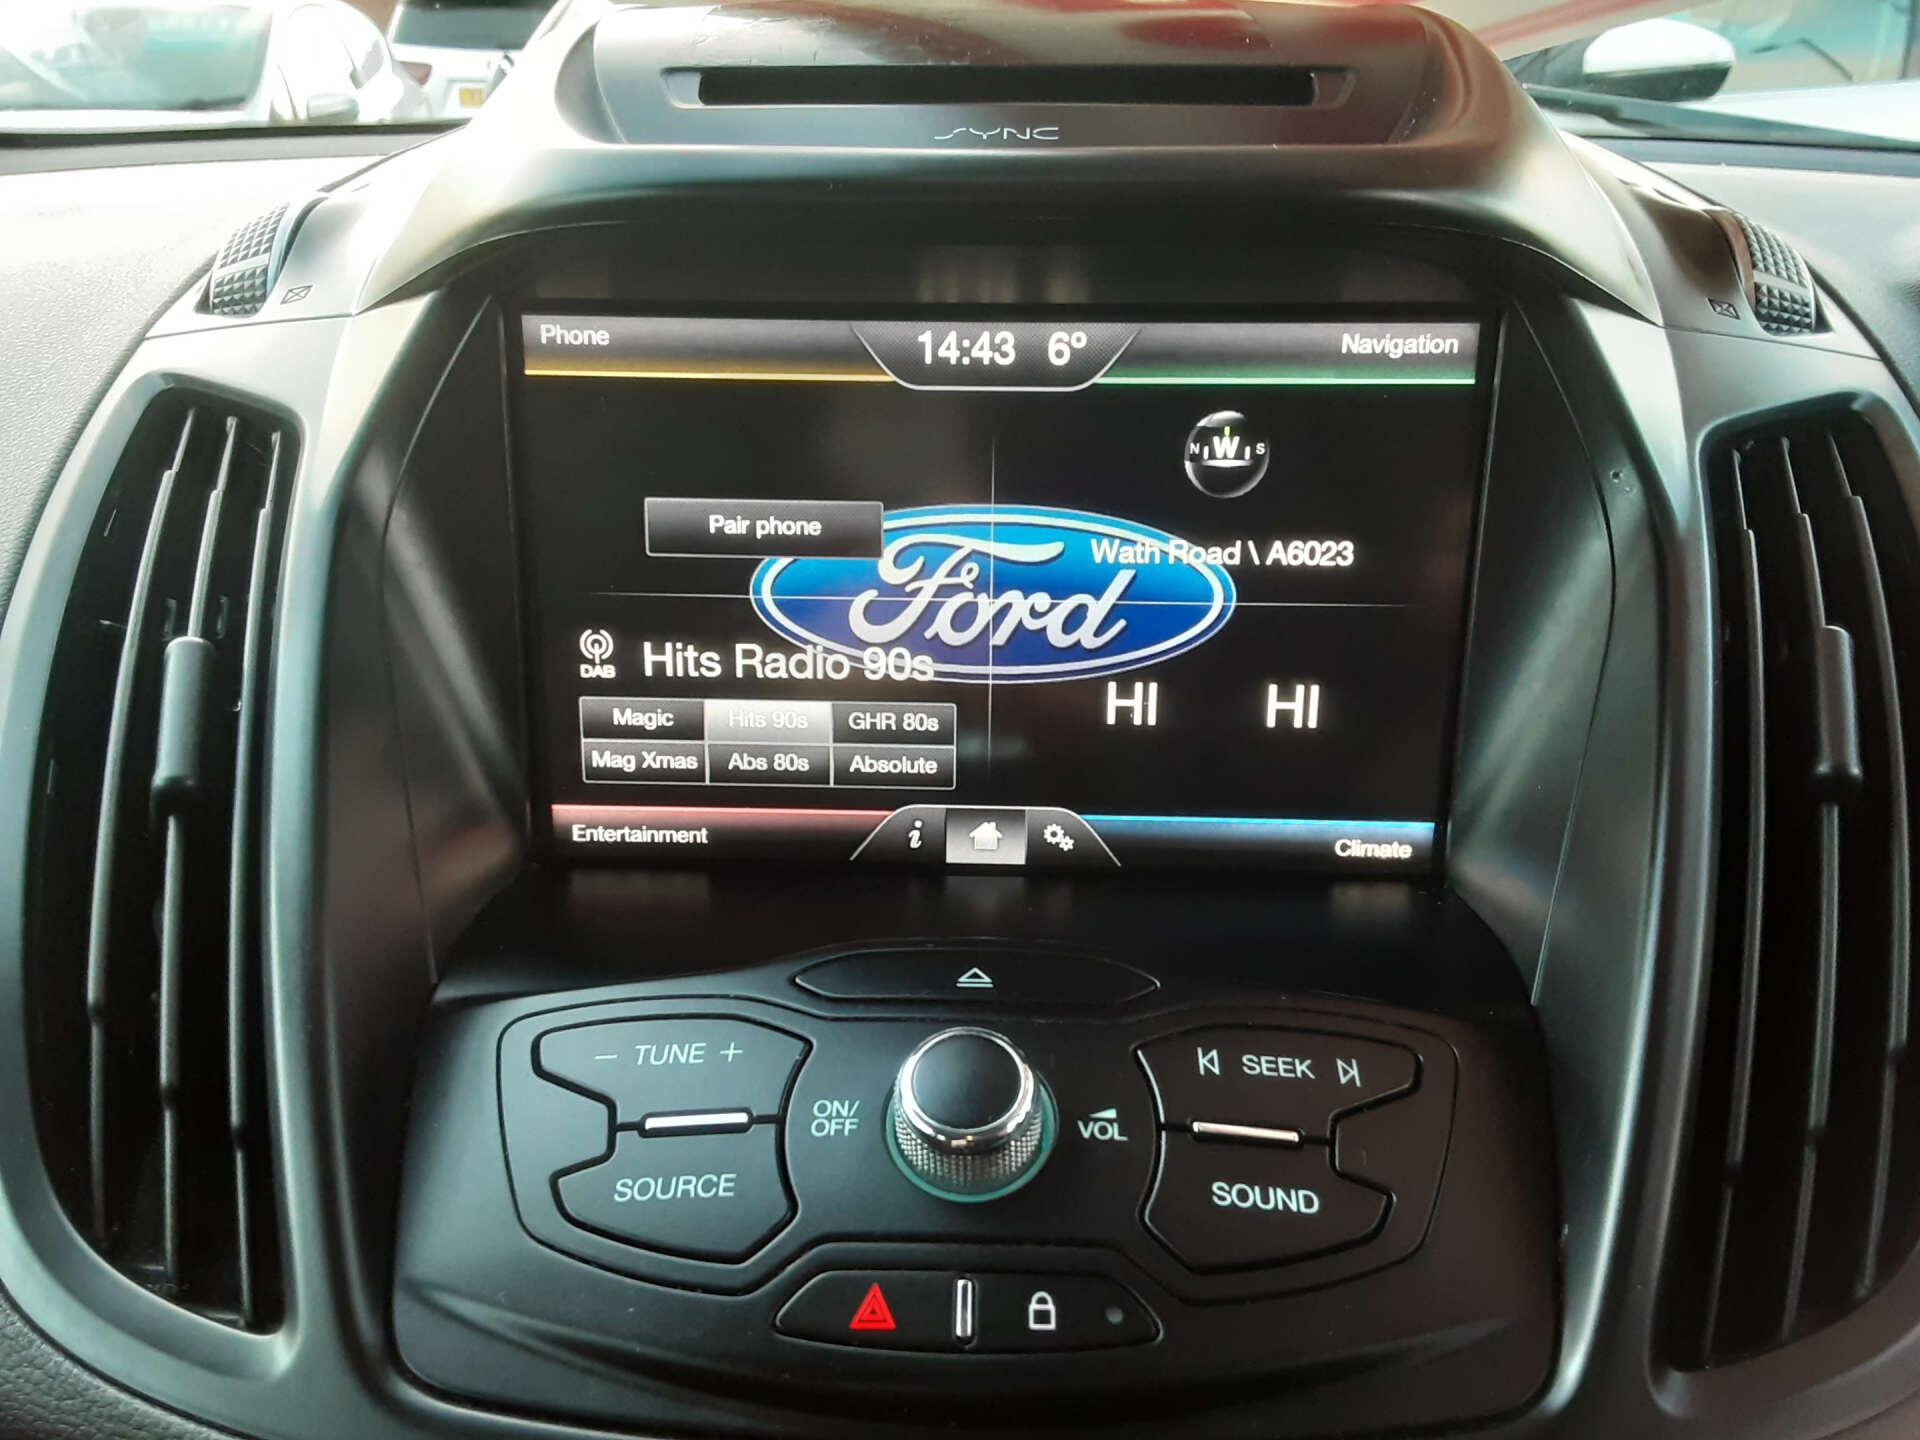 SYNC
Phone
14:43 6°
Navigation
N W S
Pair phone
Ford
Wath Road \ A6023
DAB
Hits Radio 90s
Magic Hits 90s GHR 80s
Mag Xmas Abs 80s Absolute
HI HI
Entertainment
i
Climate
– TUNE +
SEEK
ON/
OFF
VOL
SOURCE
SOUND